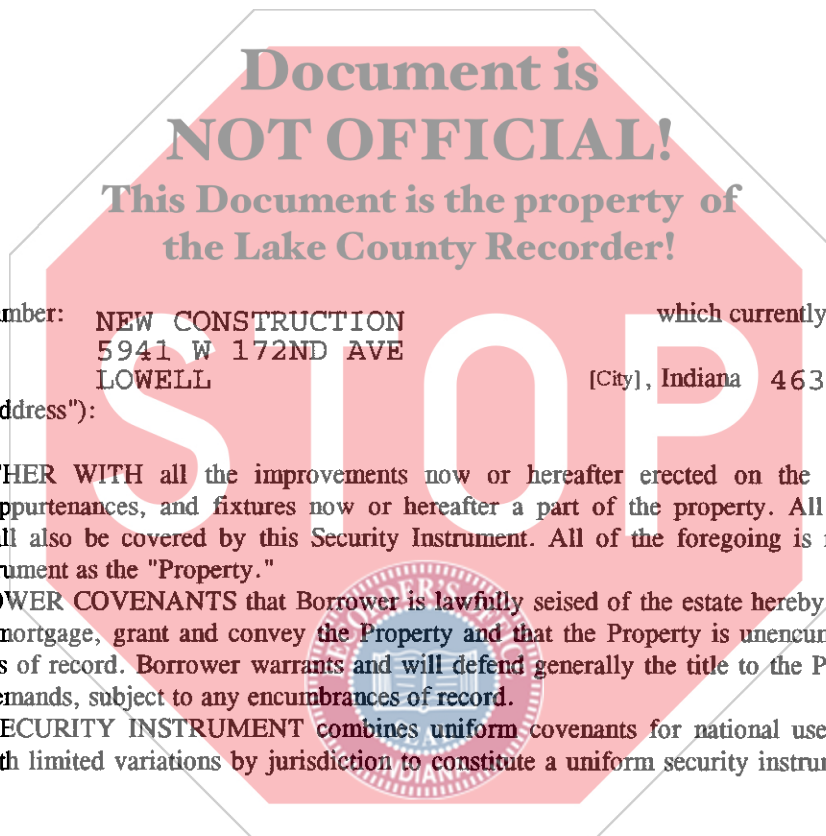 Document is
NOT OFFICIAL!
This Document is the property of
the Lake County Recorder!
STOP
mber: NEW CONSTRUCTION which currently
5941 W 172ND AVE
LOWELL [City], Indiana 463
ddress"):
HER WITH all the improvements now or hereafter erected on the
ppurtenances, and fixtures now or hereafter a part of the property. All
ll also be covered by this Security Instrument. All of the foregoing is
ument as the "Property."
OWER COVENANTS that Borrower is lawfully seised of the estate hereby
mortgage, grant and convey the Property and that the Property is unencum
s of record. Borrower warrants and will defend generally the title to the P
emands, subject to any encumbrances of record.
ECURITY INSTRUMENT combines uniform covenants for national use
th limited variations by jurisdiction to constitute a uniform security instru
RECORDER'S OFFICE
SEAL
INDIANA